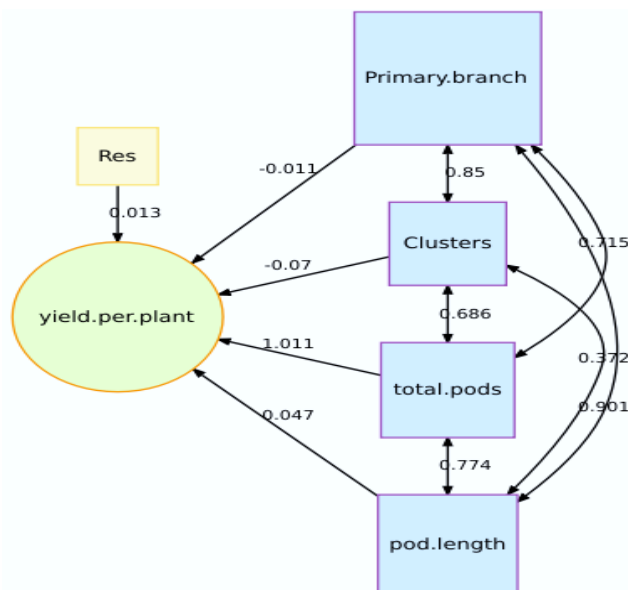 Primary.branch
Res
-0.011
0.85
0.013
Clusters
0.715
-0.07
yield.per.plant
0.686
1.011
0.372
total.pods
0.047
0.901
0.774
pod.length